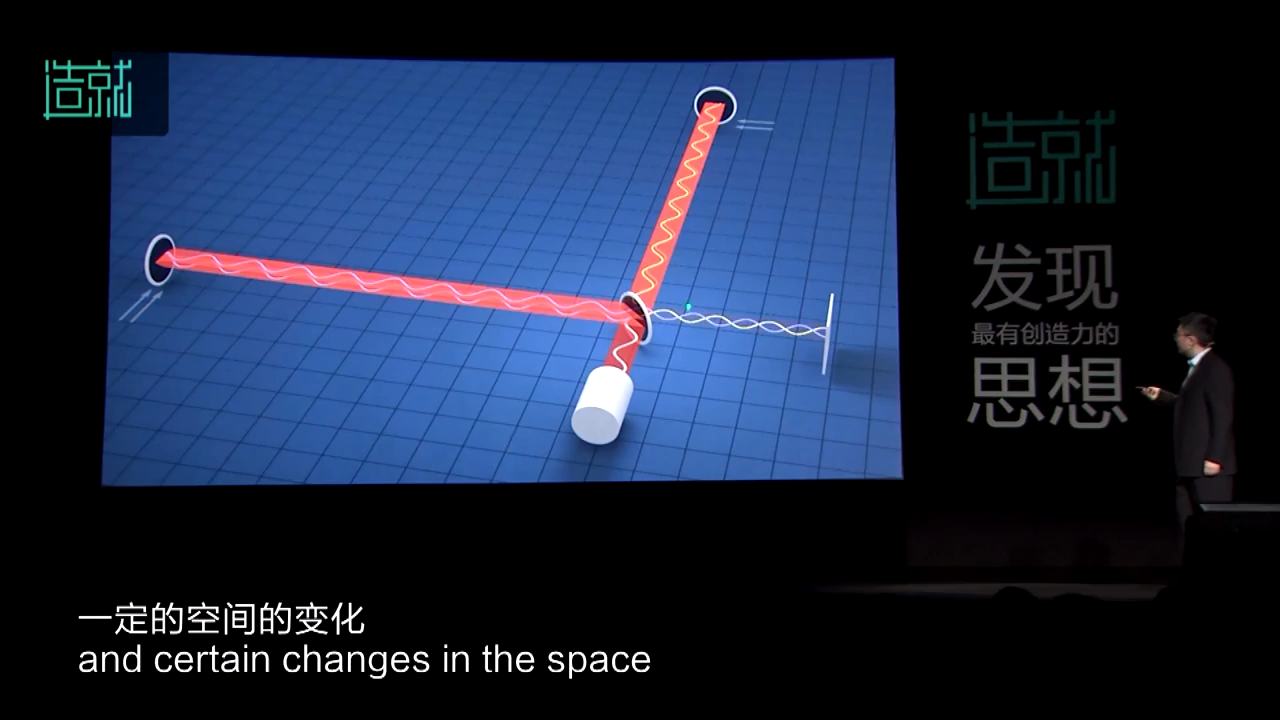 造就
造就
发现
最有创造力的
思想
一定的空间的变化
and certain changes in the space